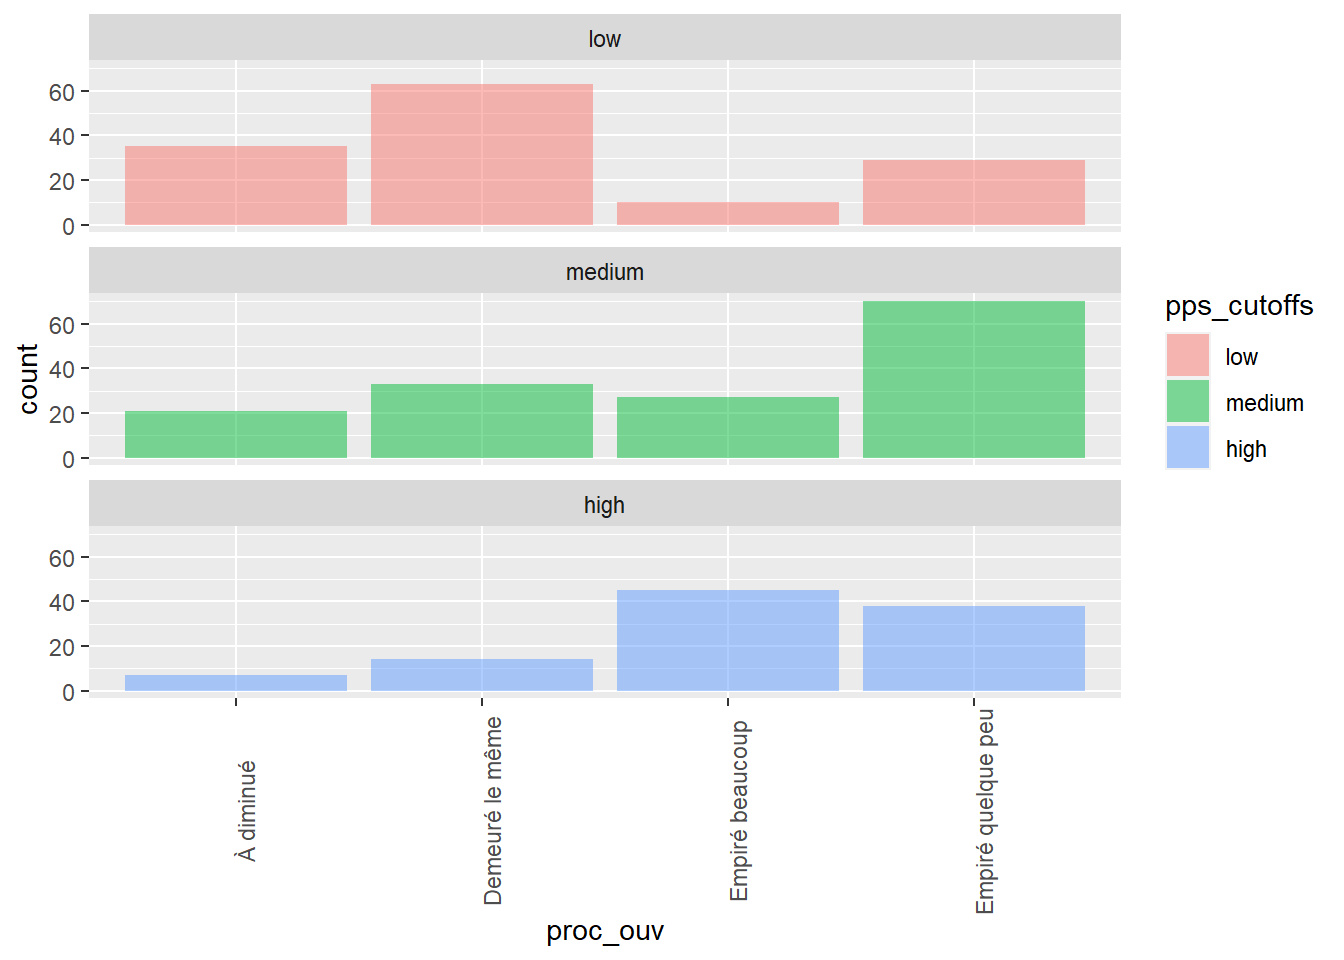 low
60
40
20
0
medium
60
40
20
0
high
60
40
20
0
count
À diminué
Demeuré le même
Empiré beaucoup
Empiré quelque peu
proc_ouv
pps_cutoffs
low
medium
high